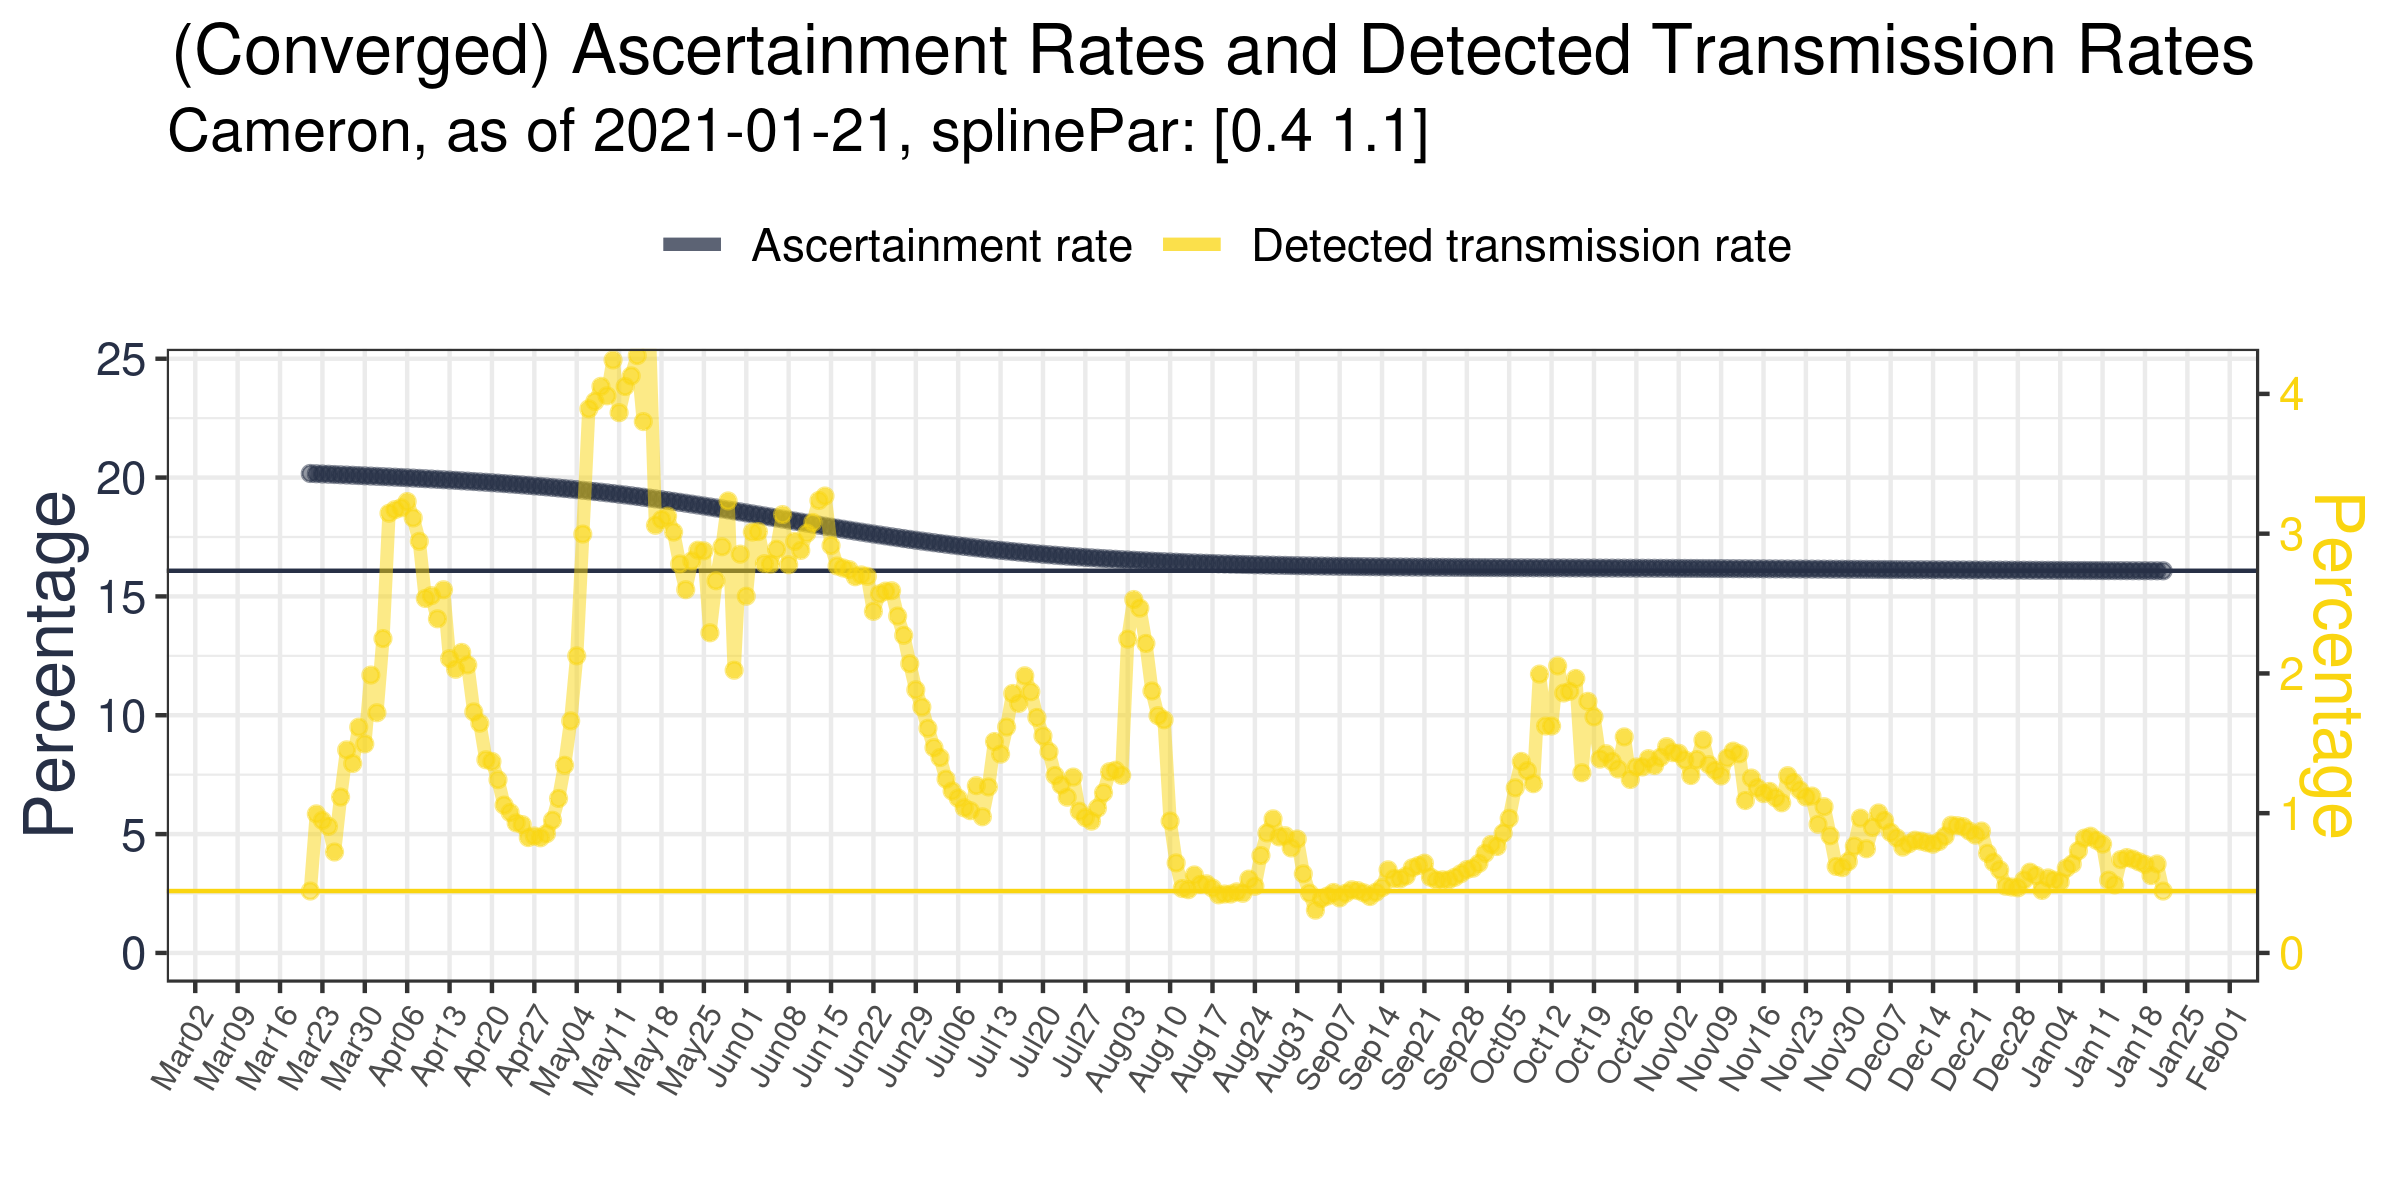 (Converged) Ascertainment Rates and Detected Transmission Rates
Cameron, as of 2021-01-21, splinePar: [0.4 1.1]
Ascertainment rate
Detected transmission rate
Percentage
25
20
15
10
5
0
4
3
2
1
0
Percentage
Mar02
Mar09
Mar16
Mar23
Mar30
Apr06
Apr13
Apr20
Apr27
May04
May11
May18
May25
Jun01
Jun08
Jun15
Jun22
Jun29
Jul06
Jul13
Jul20
Jul27
Aug03
Aug10
Aug17
Aug24
Aug31
Sep07
Sep14
Sep21
Sep28
Oct05
Oct12
Oct19
Oct26
Nov02
Nov09
Nov16
Nov23
Nov30
Dec07
Dec14
Dec21
Dec28
Jan04
Jan11
Jan18
Jan25
Feb01